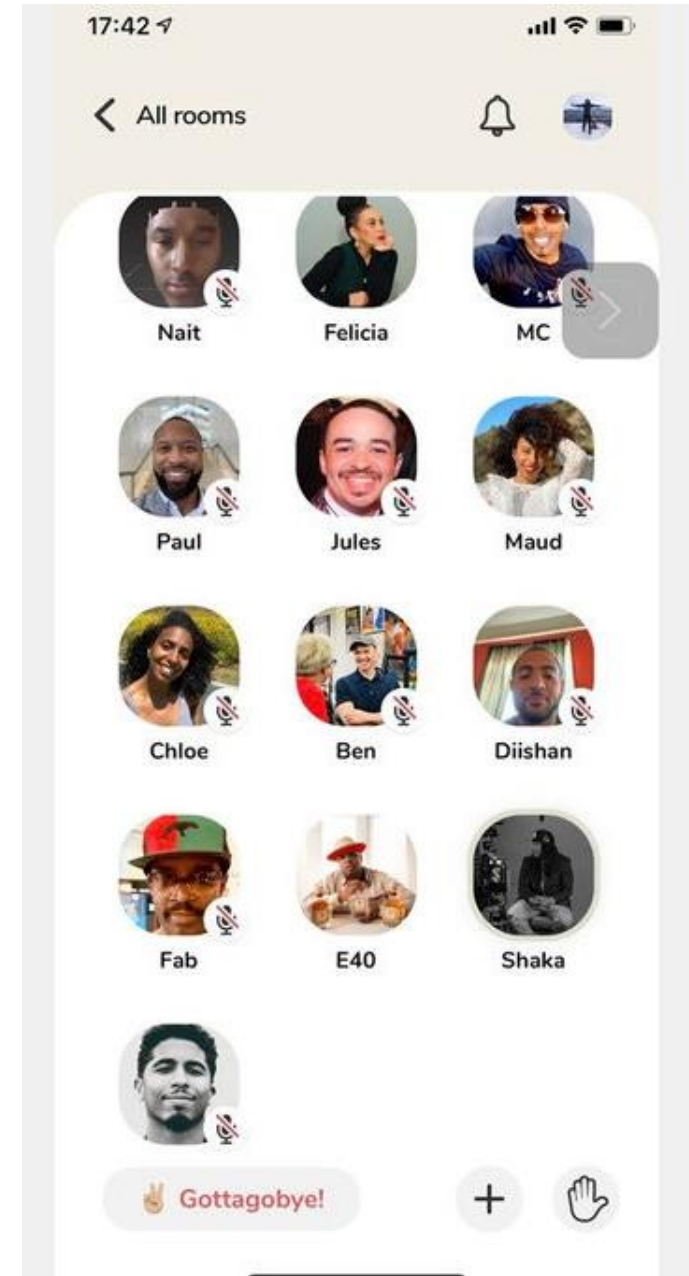 17:42
All rooms
Nait Felicia MC
Paul Jules Maud
Chloe Ben Diishan
Fab E40 Shaka
Gottagobye!